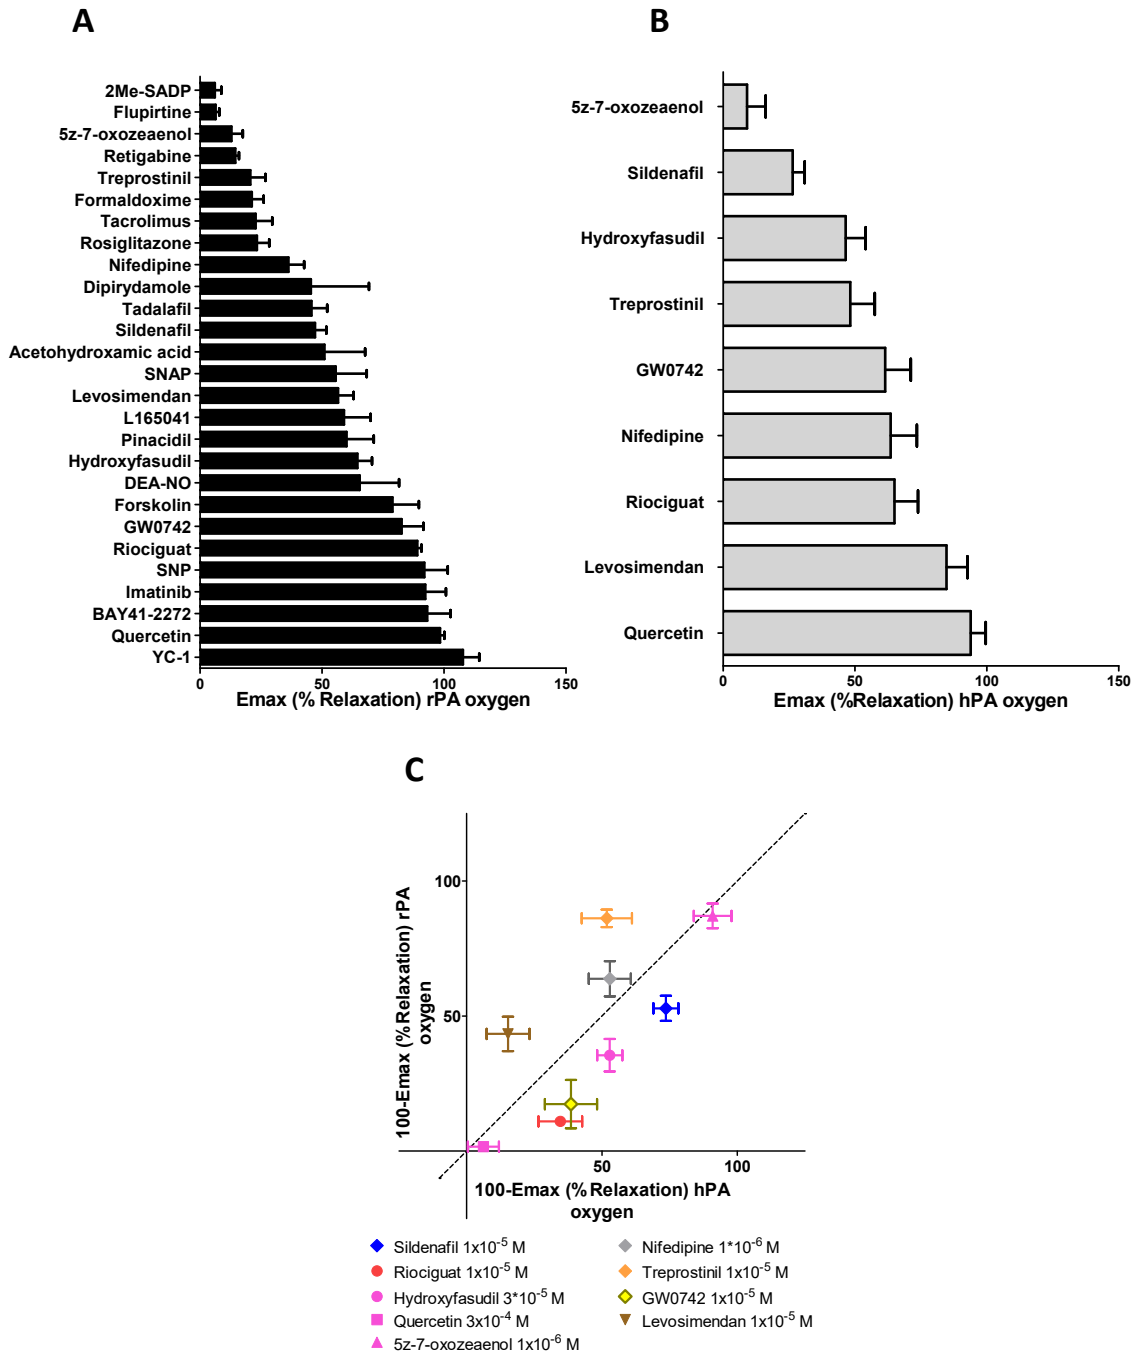 A
2Me-SADP
Flupirtine
5z-7-oxozeaenol
Retigabine
Treprostinil
Formaldoxime
Tacrolimus
Rosiglitazone
Nifedipine
Dipirydamole
Tadalafil
Sildenafil
Acetohydroxamic acid
SNAP
Levosimendan
L165041
Pinacidil
Hydroxyfasudil
DEA-NO
Forskolin
GW0742
Riociguat
SNP
Imatinib
BAY41-2272
Quercetin
YC-1
0 50 100 150
Emax (% Relaxation) rPA oxygen
B
5z-7-oxozeaenol
Sildenafil
Hydroxyfasudil
Treprostinil
GW0742
Nifedipine
Riociguat
Levosimendan
Quercetin
0 50 100 150
Emax (%Relaxation) hPA oxygen
C
100-Emax (%Relaxation) rPA
oxygen
100
50
50 100
100-Emax (%Relaxation) hPA
oxygen
Sildenafil 1x10⁻⁵ M
Riociguat 1x10⁻⁵ M
Hydroxyfasudil 3*10⁻⁵ M
Quercetin 3x10⁻⁴ M
5z-7-oxozeaenol 1x10⁻⁶ M
Nifedipine 1*10⁻⁶ M
Treprostinil 1x10⁻⁵ M
GW0742 1x10⁻⁵ M
Levosimendan 1x10⁻⁵ M